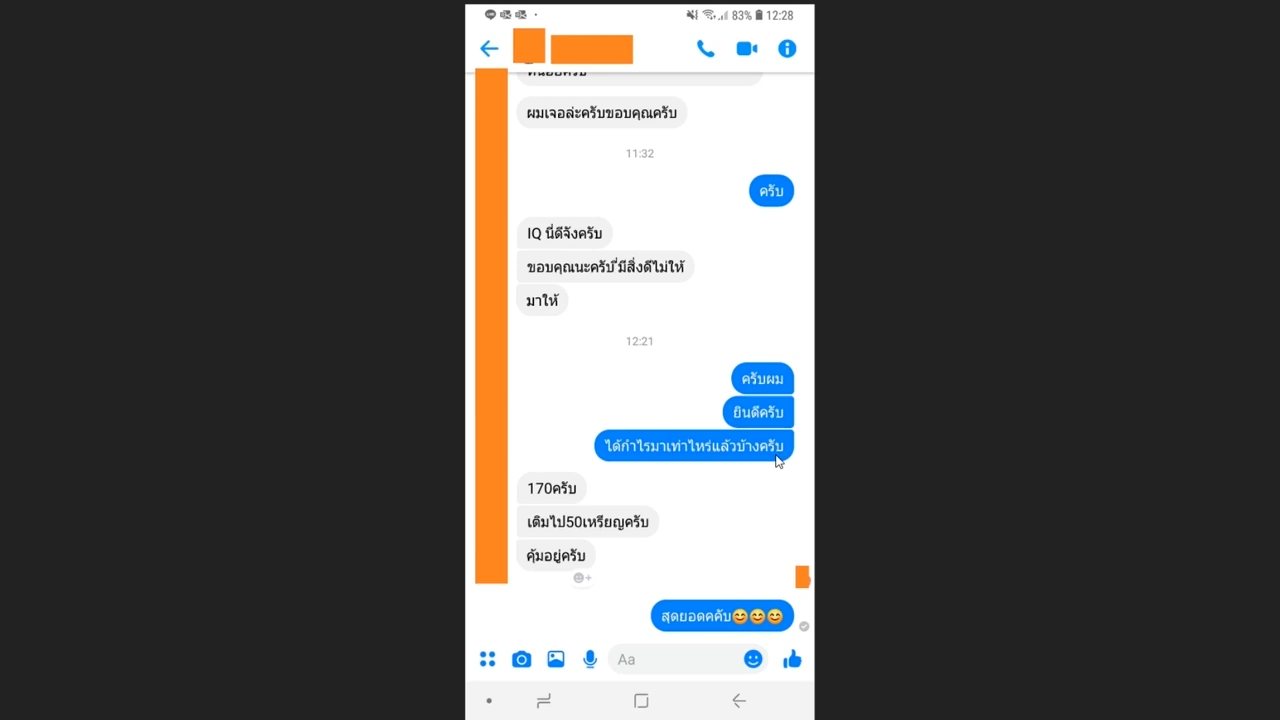 83% 12:28
ผมเจอล่ะครับขอบคุณครับ
11:32
ครับ
IQ นี่ดีจังครับ
ขอบคุณนะครับ ี่มีสิ่งดีไม่ให้
มาให้
12:21
ครับผม
ยินดีครับ
ได้กำไรมาเท่าไหร่แล้วบ้างครับ
170ครับ
เติมไป50เหรียญครับ
คุ้มอยู่ครับ
สุดยอดคคับ😊😊😊
Aa